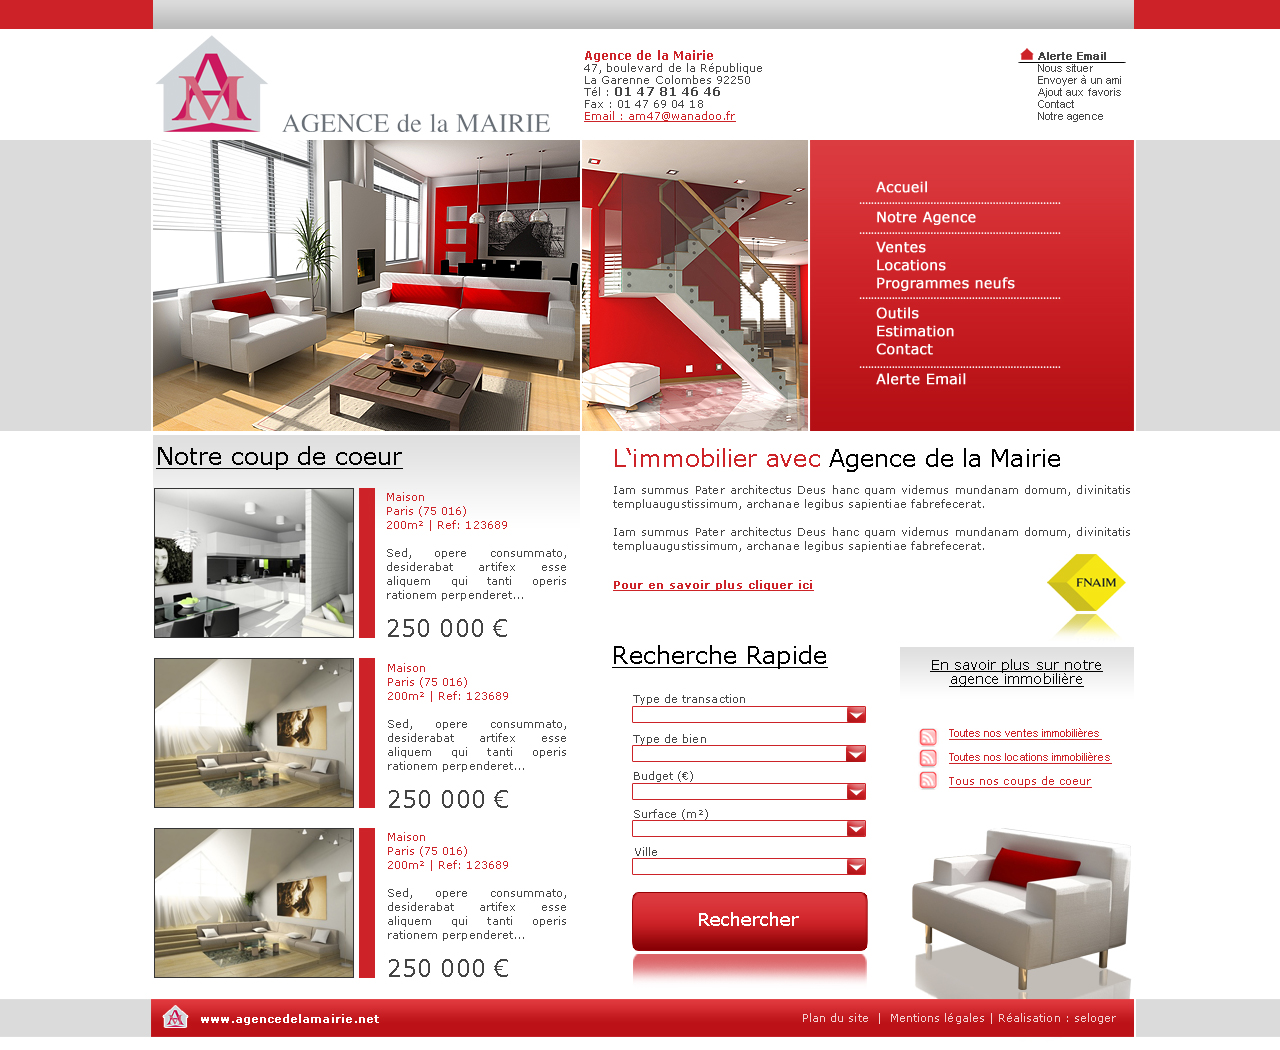 AM
AGENCE de la MAIRIE
Agence de la Mairie
47, boulevard de la République
La Garenne Colombes 92250
Tél : 01 47 81 46 46
Fax : 01 47 69 04 18
Email : am47@wanadoo.fr
Alerte Email
Nous situer
Envoyer à un ami
Ajout aux favoris
Contact
Notre agence
Accueil
Notre Agence
Ventes
Locations
Programmes neufs
Outils
Estimation
Contact
Alerte Email
Notre coup de coeur
Maison
Paris (75 016)
200m² | Ref: 123689
Sed, opere consummato,
desiderabat artifex esse
aliquem qui tanti operis
rationem perpenderet...
250 000 €
Maison
Paris (75 016)
200m² | Ref: 123689
Sed, opere consummato,
desiderabat artifex esse
aliquem qui tanti operis
rationem perpenderet...
250 000 €
Maison
Paris (75 016)
200m² | Ref: 123689
Sed, opere consummato,
desiderabat artifex esse
aliquem qui tanti operis
rationem perpenderet...
250 000 €
L'immobilier avec Agence de la Mairie
Iam summus Pater architectus Deus hanc quam videmus mundanam domum, divinitatis
templuaugustissimum, archanae legibus sapientiae fabrefecerat.
Iam summus Pater architectus Deus hanc quam videmus mundanam domum, divinitatis
templuaugustissimum, archanae legibus sapientiae fabrefecerat.
Pour en savoir plus cliquer ici
FNAIM
Recherche Rapide
Type de transaction
Type de bien
Budget (€)
Surface (m²)
Ville
Rechercher
En savoir plus sur notre
agence immobilière
Toutes nos ventes immobilières
Toutes nos locations immobilières
Tous nos coups de coeur
www.agencedelamairie.net
Plan du site | Mentions légales | Réalisation : seloger